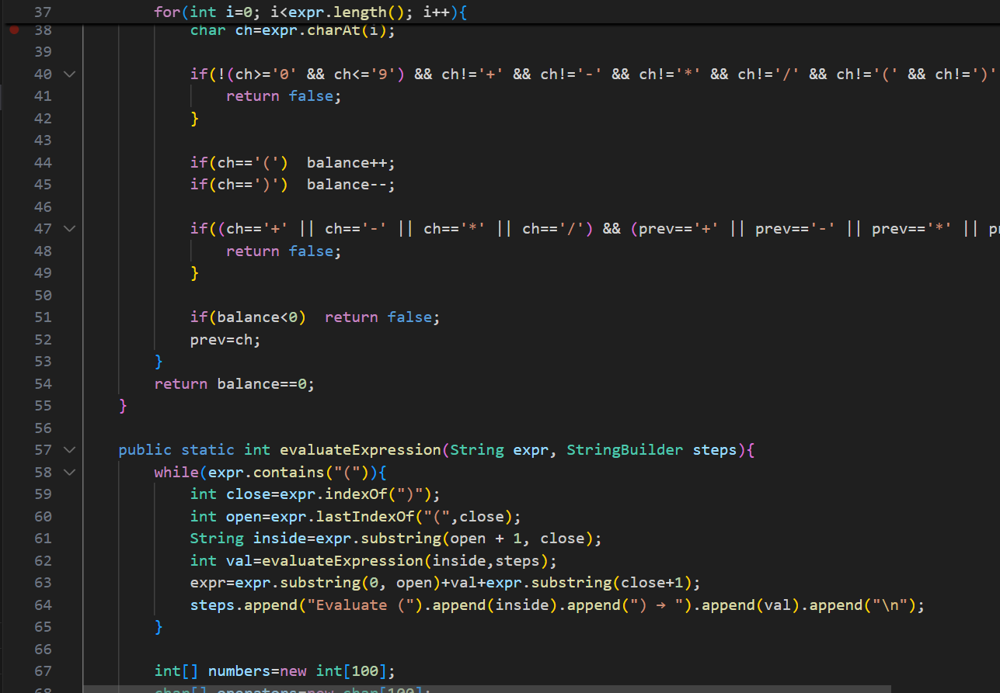 37 for(int i=0; i<expr.length(); i++){
38 char ch=expr.charAt(i);
39
40 if(!(ch>='0' && ch<='9') && ch!='+' && ch!='-' && ch!='*' && ch!='/' && ch!='(' && ch!=')'
41 return false;
42 }
43
44 if(ch=='(')  balance++;
45 if(ch==')')  balance--;
46
47 if((ch=='+' || ch=='-' || ch=='*' || ch=='/') && (prev=='+' || prev=='-' || prev=='*' ||
48 return false;
49 }
50
51 if(balance<0)  return false;
52 prev=ch;
53 }
54 return balance==0;
55 }
56
57 public static int evaluateExpression(String expr, StringBuilder steps){
58 while(expr.contains("(")){
59 int close=expr.indexOf(")");
60 int open=expr.lastIndexOf("(",close);
61 String inside=expr.substring(open + 1, close);
62 int val=evaluateExpression(inside,steps);
63 expr=expr.substring(0, open)+val+expr.substring(close+1);
64 steps.append("Evaluate (").append(inside).append(") → ").append(val).append("\n");
65 }
66
67 int[] numbers=new int[100];
68 char[] operators=new char[100];